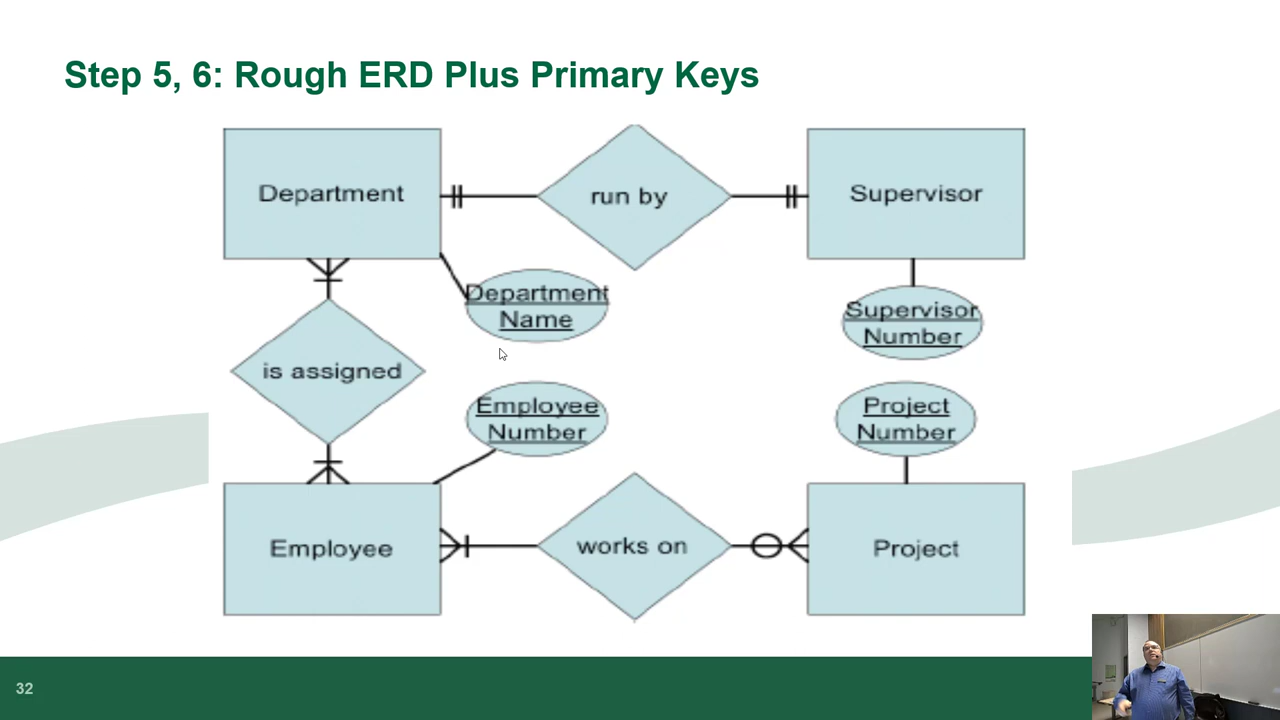 Step 5, 6: Rough ERD Plus Primary Keys
Department
run by
Supervisor
Department
Name
Supervisor
Number
is assigned
Employee
Number
Project
Number
Employee
works on
Project
32